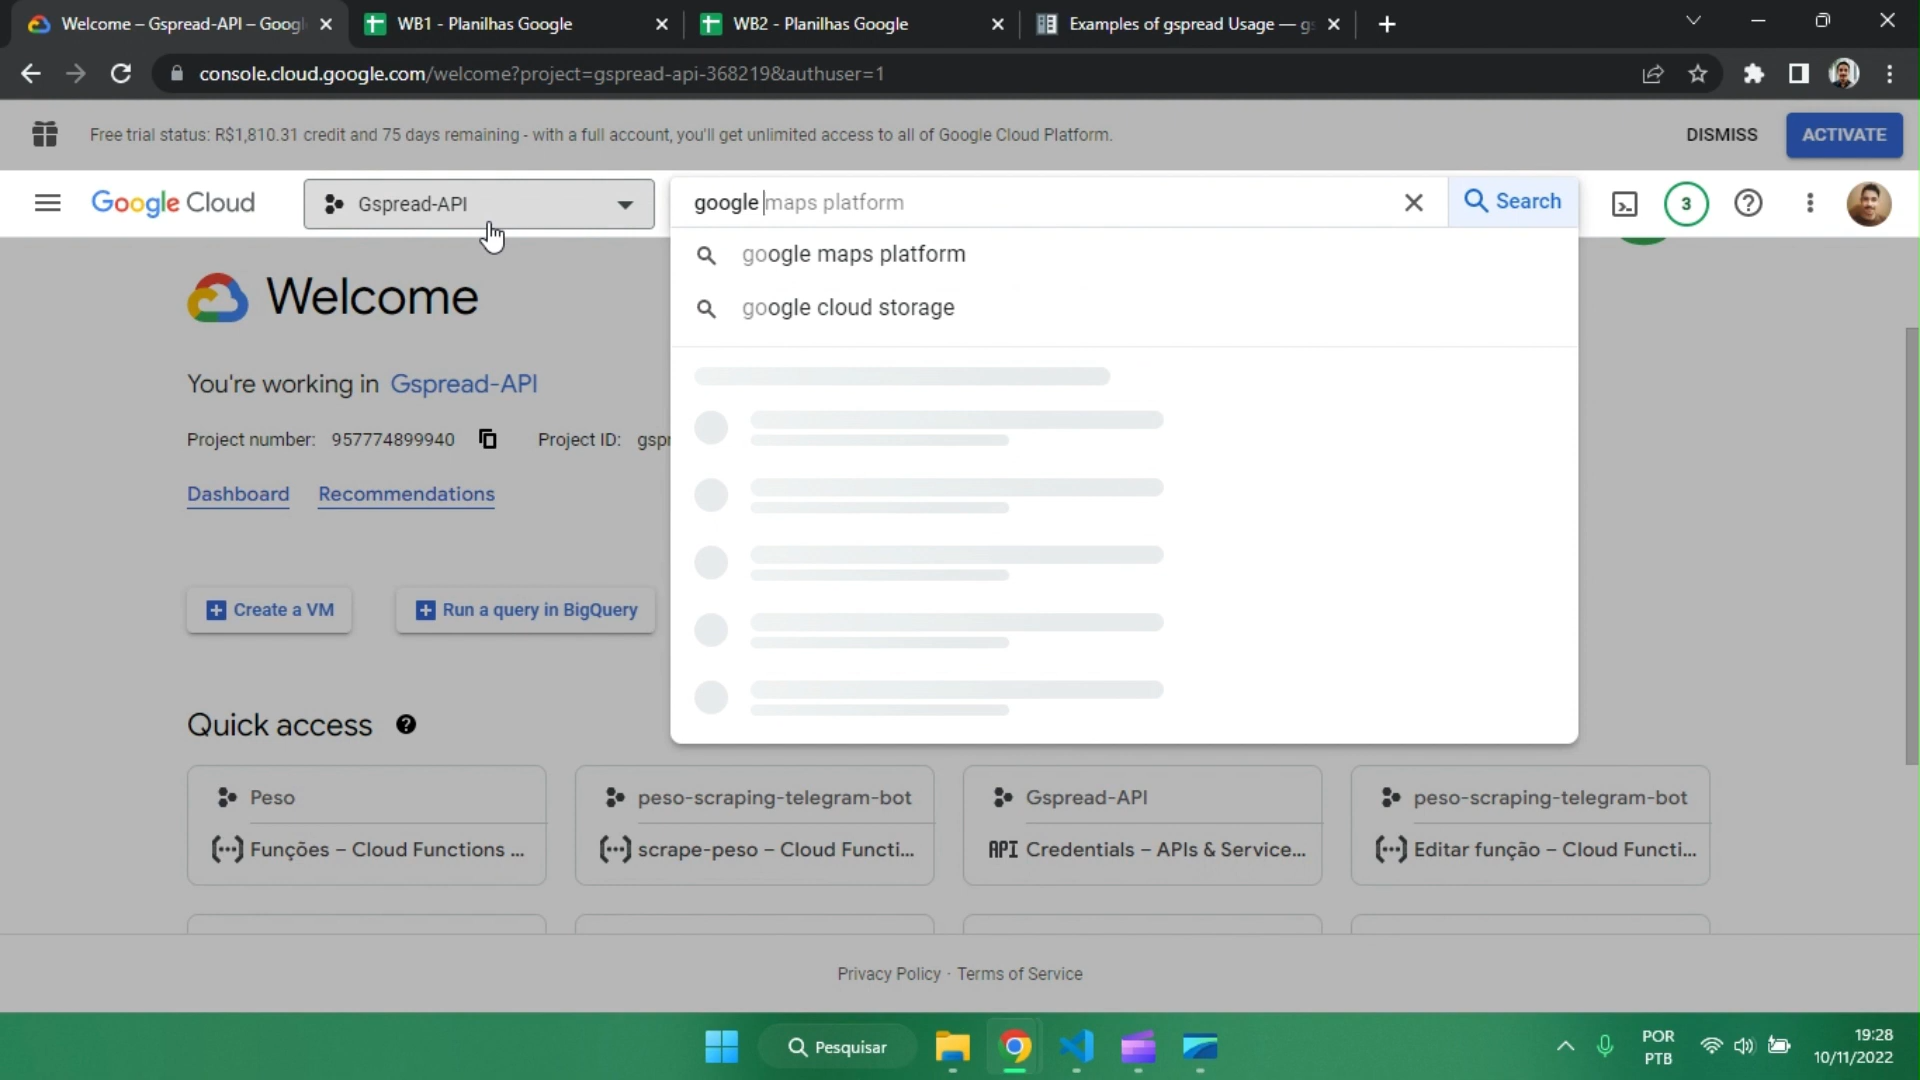 Welcome – Gspread-API – Googl
WB1 - Planilhas Google
WB2 - Planilhas Google
Examples of gspread Usage — gs
console.cloud.google.com/welcome?project=gspread-api-368219&authuser=1
Free trial status: R$1,810.31 credit and 75 days remaining - with a full account, you'll get unlimited access to all of Google Cloud Platform.
DISMISS
ACTIVATE
Google Cloud
Gspread-API
google maps platform
Search
3
google maps platform
google cloud storage
Welcome
You're working in Gspread-API
Project number: 957774899940
Project ID: gspr
Dashboard
Recommendations
Create a VM
Run a query in BigQuery
Quick access
Peso
peso-scraping-telegram-bot
Gspread-API
peso-scraping-telegram-bot
Funções – Cloud Functions ...
scrape-peso – Cloud Functi...
API Credentials – APIs & Service...
Editar função – Cloud Functi...
Privacy Policy · Terms of Service
Pesquisar
POR
PTB
19:28
10/11/2022